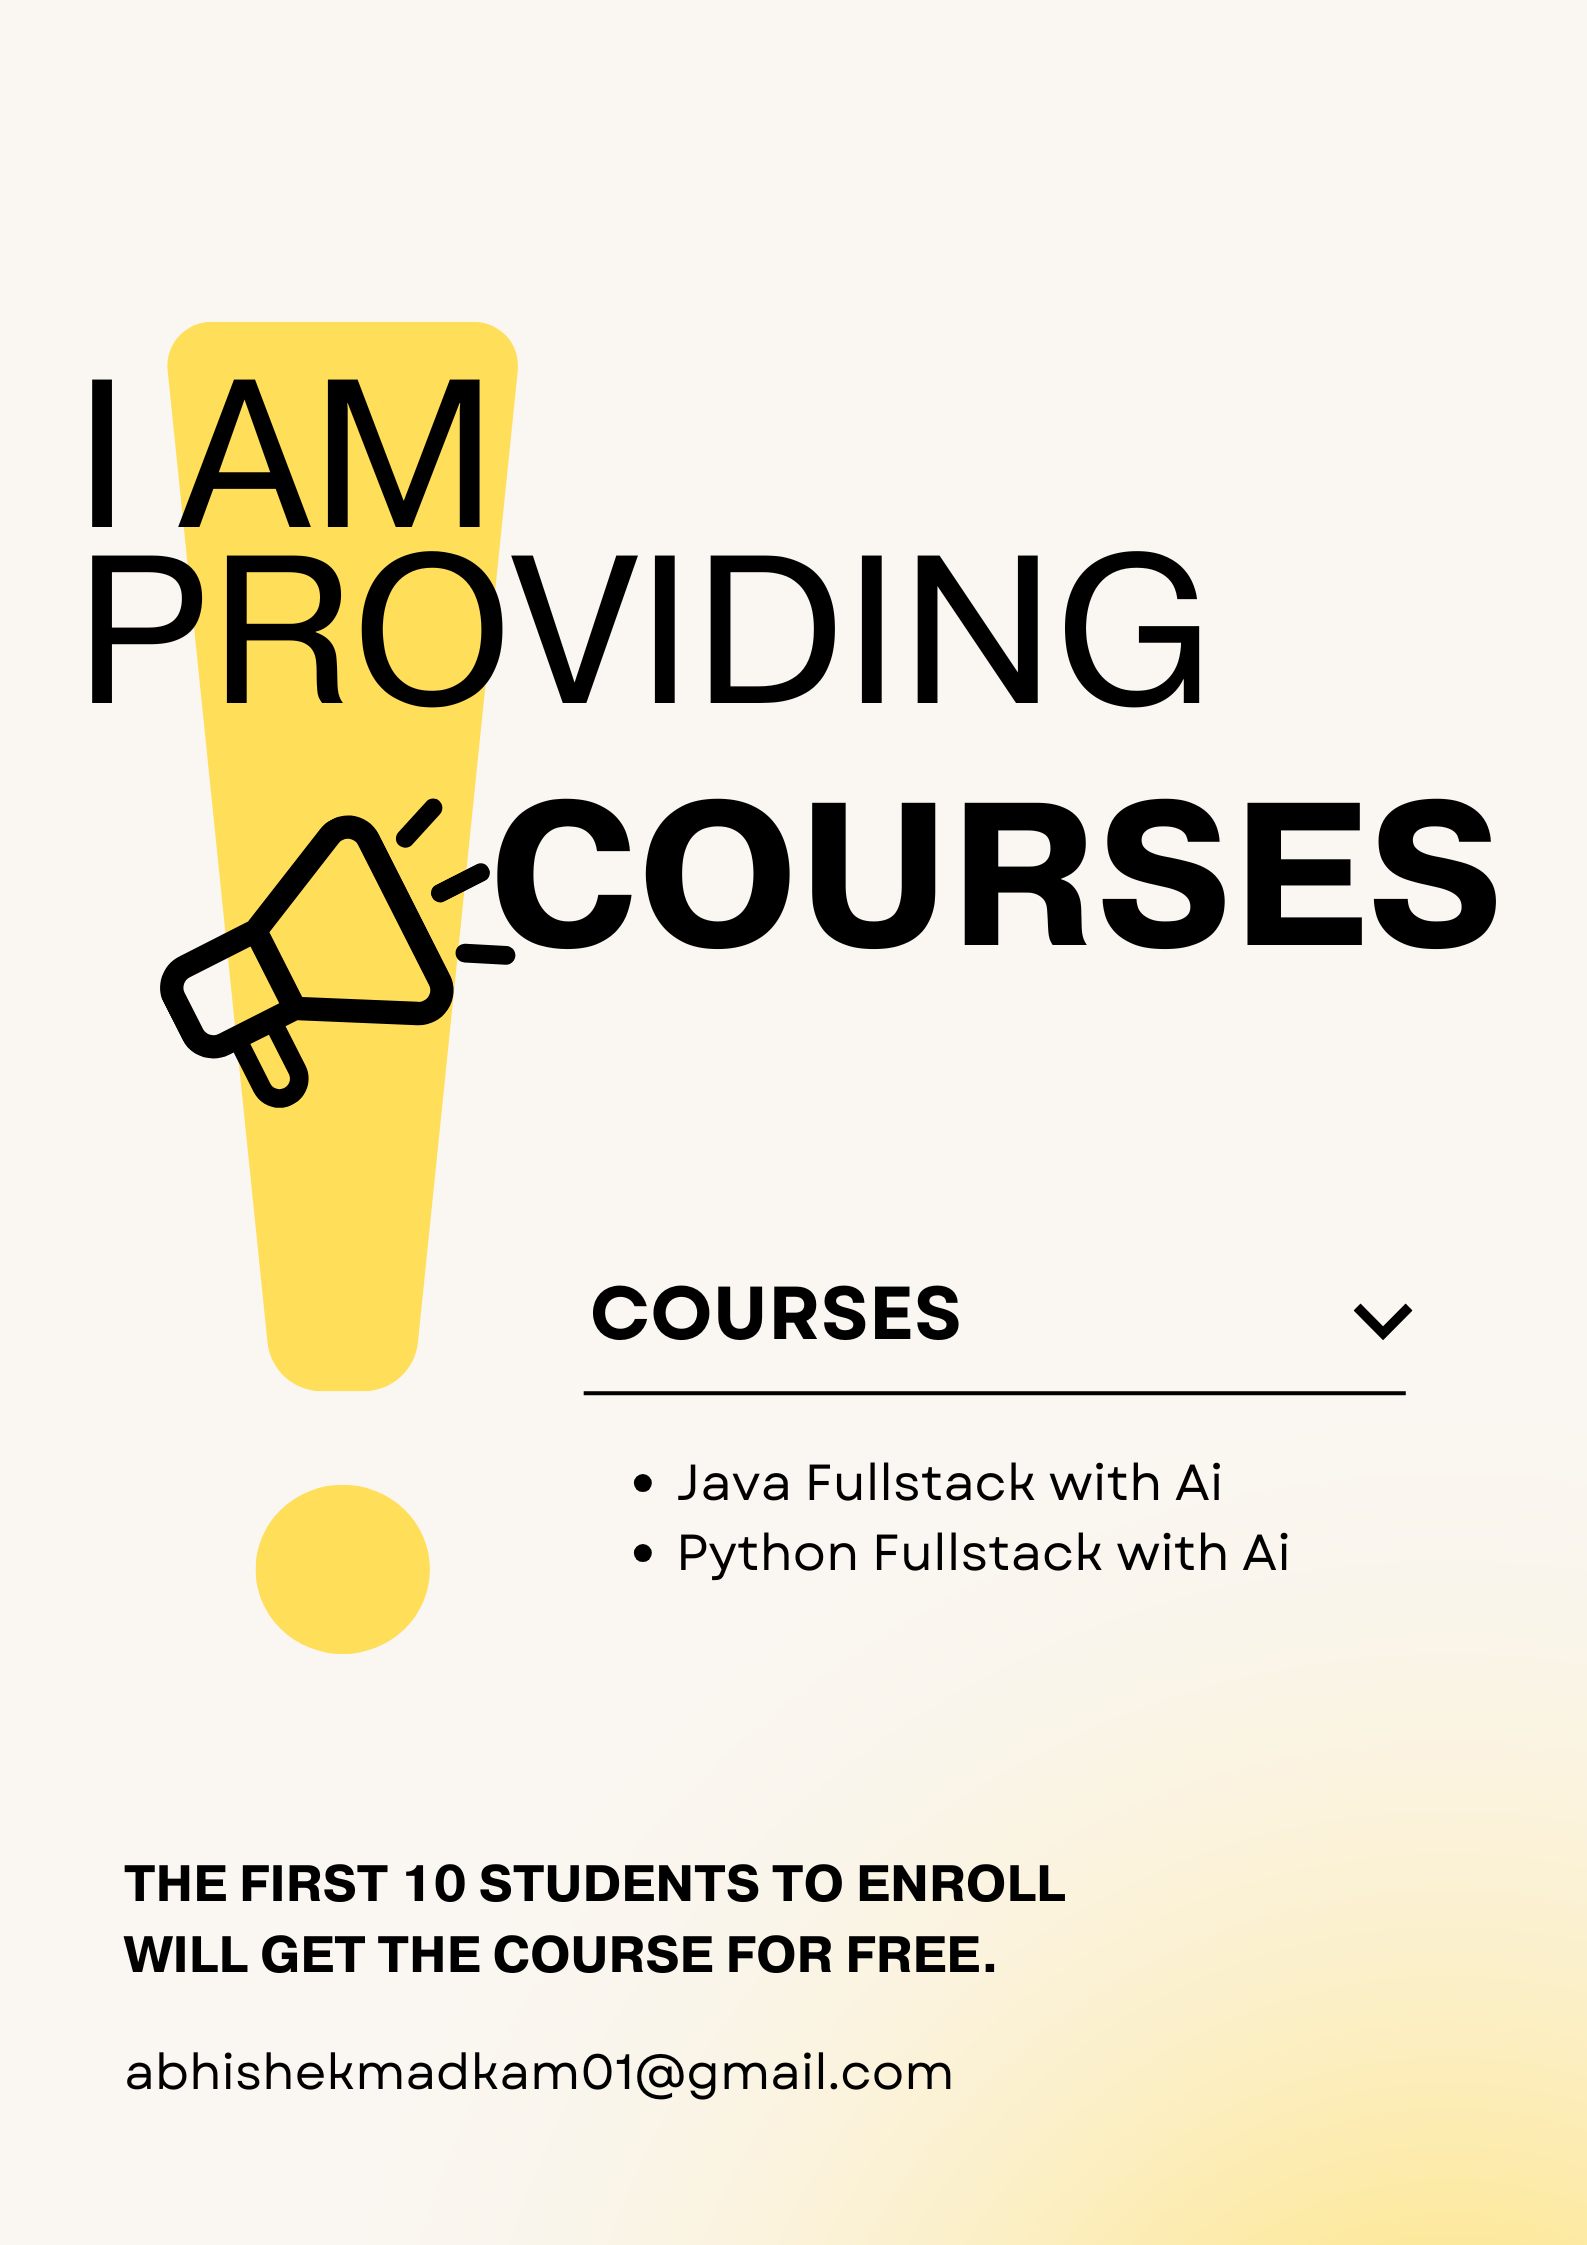 I AM
PROVIDING
COURSES
COURSES
• Java Fullstack with Ai
• Python Fullstack with Ai
THE FIRST 10 STUDENTS TO ENROLL
WILL GET THE COURSE FOR FREE.
abhishekmadkam01@gmail.com